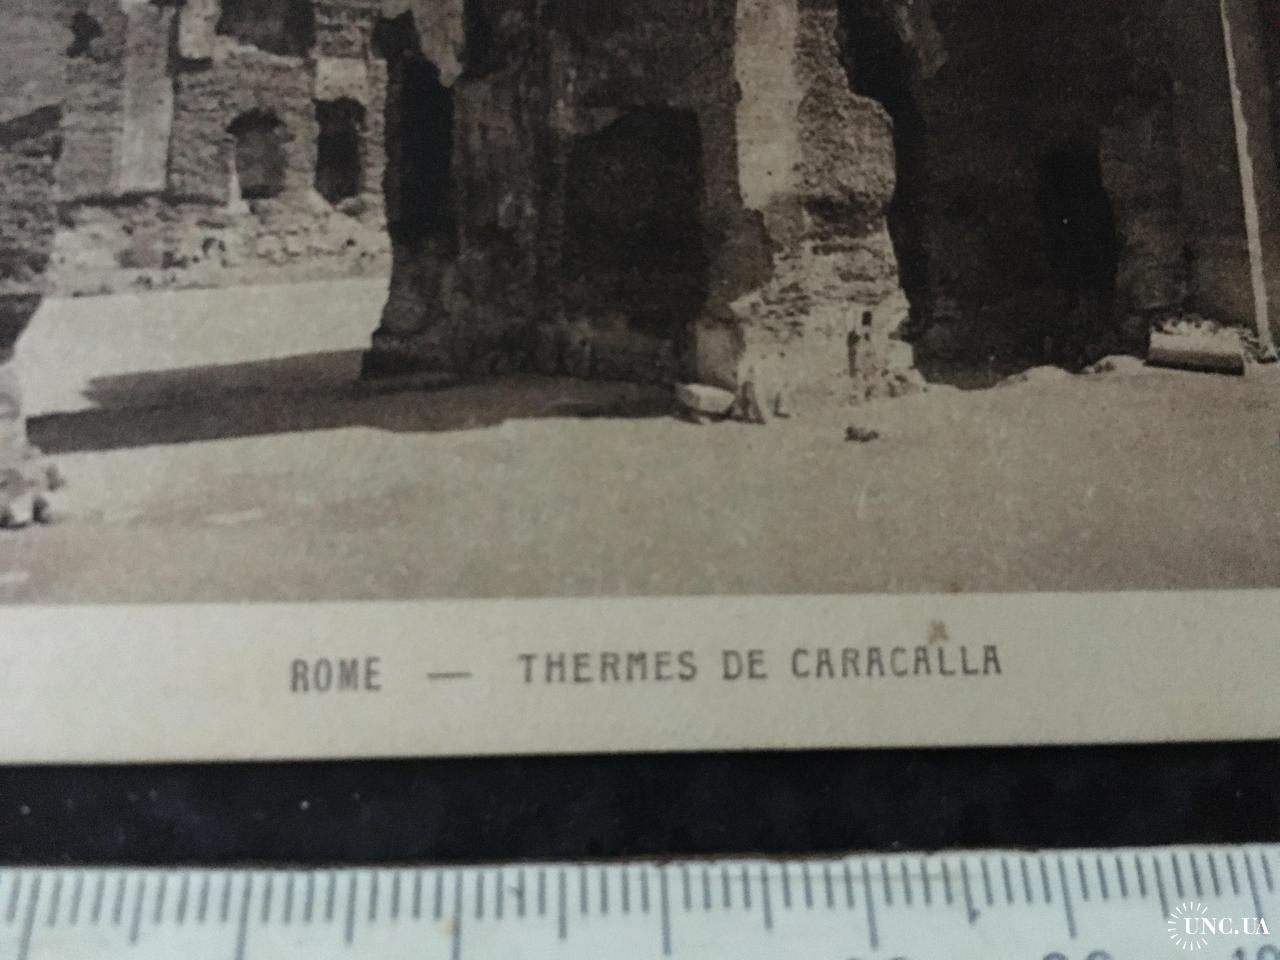 ROME — THERMES DE CARACALLA
UNC.UA